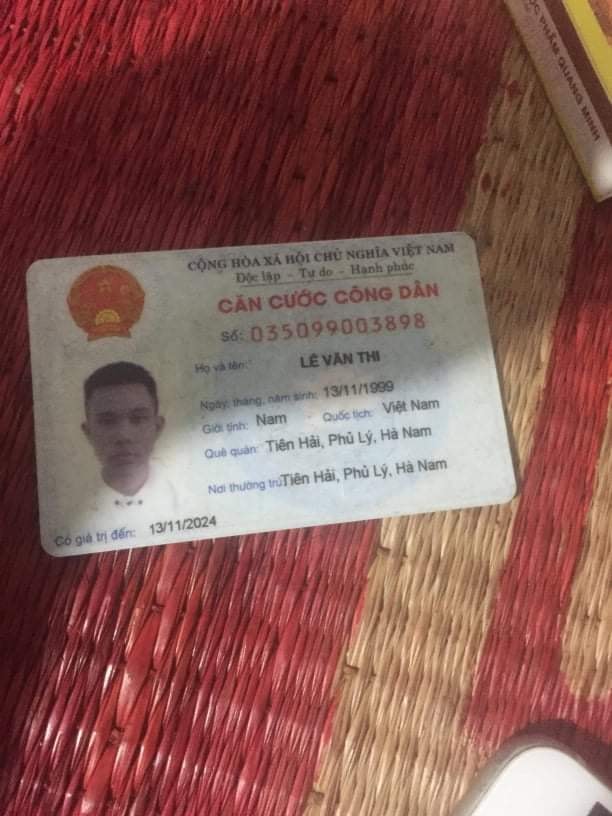 CỘNG HÒA XÃ HỘI CHỦ NGHĨA VIỆT NAM
Độc lập - Tự do - Hạnh phúc
CĂN CƯỚC CÔNG DÂN
Số: 035099003898
Họ và tên: LÊ VĂN THI
Ngày, tháng, năm sinh: 13/11/1999
Giới tính: Nam Quốc tịch: Việt Nam
Quê quán: Tiên Hải, Phủ Lý, Hà Nam
Nơi thường trú: Tiên Hải, Phủ Lý, Hà Nam
Có giá trị đến: 13/11/2024
PHẨM QUANG MINH